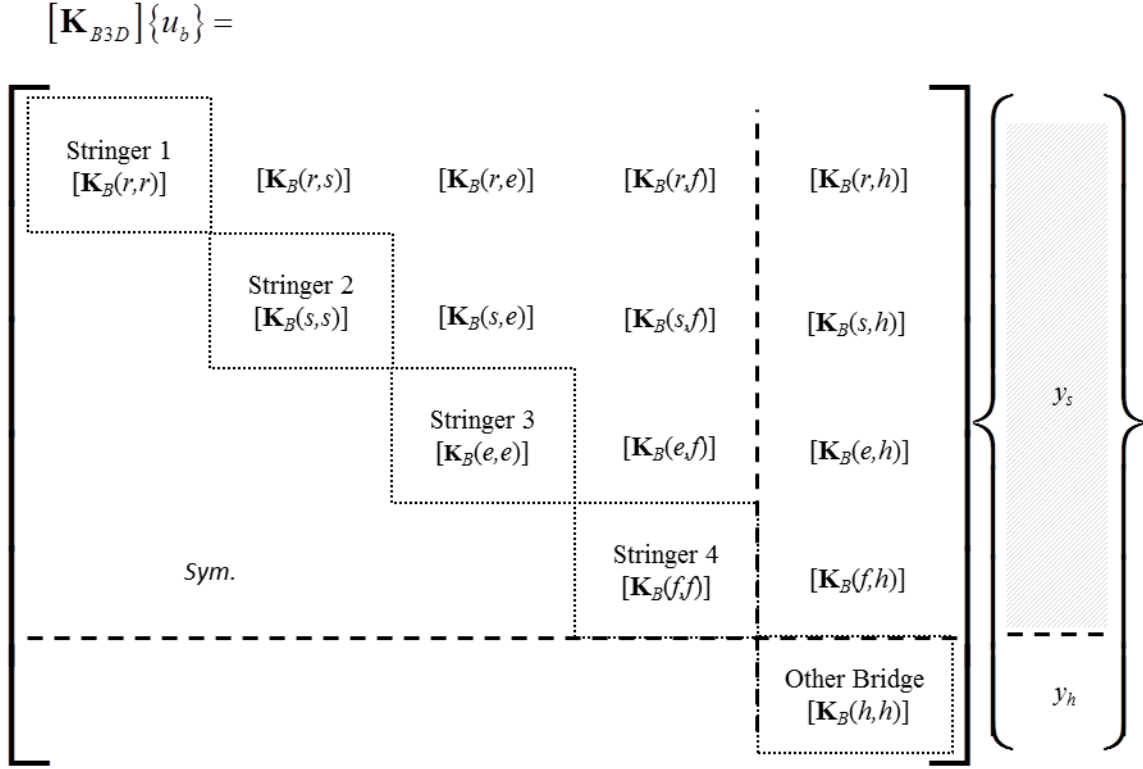 [K_B3D]{u_b} =
Stringer 1
[K_B(r,r)] [K_B(r,s)] [K_B(r,e)] [K_B(r,f)] [K_B(r,h)]
Stringer 2
[K_B(s,s)] [K_B(s,e)] [K_B(s,f)] [K_B(s,h)]
y_s
Stringer 3
[K_B(e,e)] [K_B(e,f)] [K_B(e,h)]
Stringer 4
Sym. [K_B(f,f)] [K_B(f,h)]
Other Bridge
[K_B(h,h)]
y_h